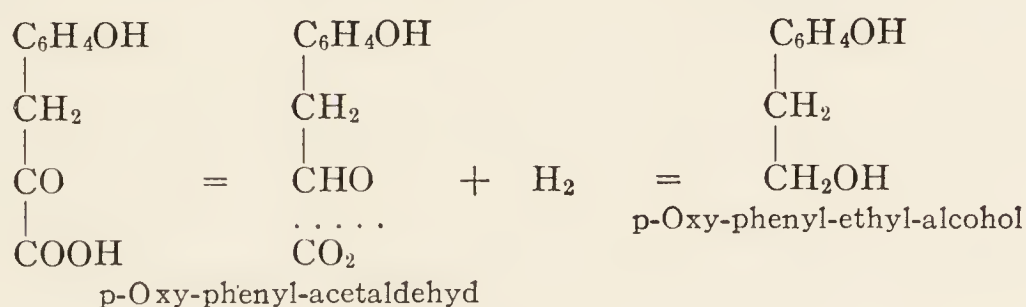 C₆H₄OH C₆H₄OH C₆H₄OH
CH₂ CH₂ CH₂
CO = CHO + H₂ = CH₂OH
..... p-Oxy-phenyl-ethyl-alcohol
COOH CO₂
p-Oxy-phenyl-acetaldehyd